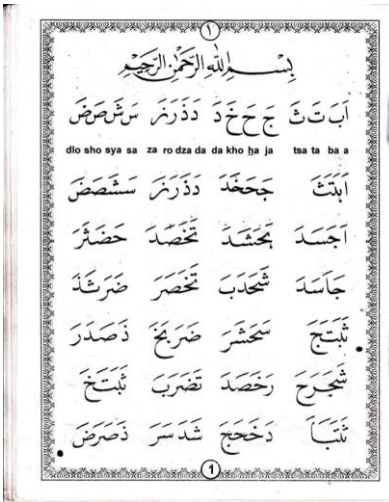 ١
بِسْمِ اللهِ الرَّحْمٰنِ الرَّحِيْمِ
اَبَتَثَ جَحَخَدَ دَذَرَزَ سَشَصَضَ
dlo sho sya sa za ro dza da da kho ha ja tsa ta ba a
اَبَتَثَ جَحَخَدَ دَذَرَزَ سَشَصَضَ
اَجَسَدَ بَحَشَدَ تَخَصَدَ حَضَثَرَ
جَاَسَدَ شَحَدَبَ تَخَصَرَ ضَرَثَدَ
ثَبَتَجَ سَحَشَرَ ضَرَبَخَ ذَصَدَرَ
شَجَرَحَ رَخَصَدَ تَضَرَبَ ثَبَتَخَ
ثَتَبَاَ دَخَحَجَ شَدَسَرَ ذَصَرَضَ
1